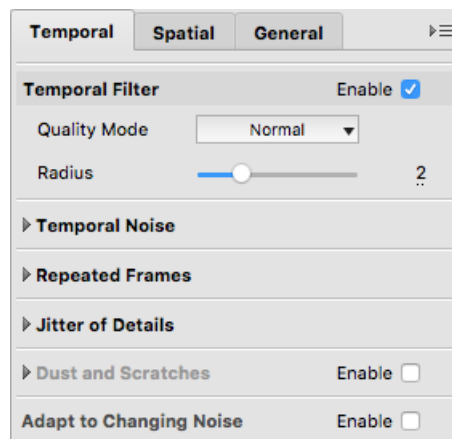 Temporal Spatial General
Temporal Filter Enable
Quality Mode Normal
Radius 2
Temporal Noise
Repeated Frames
Jitter of Details
Dust and Scratches Enable
Adapt to Changing Noise Enable